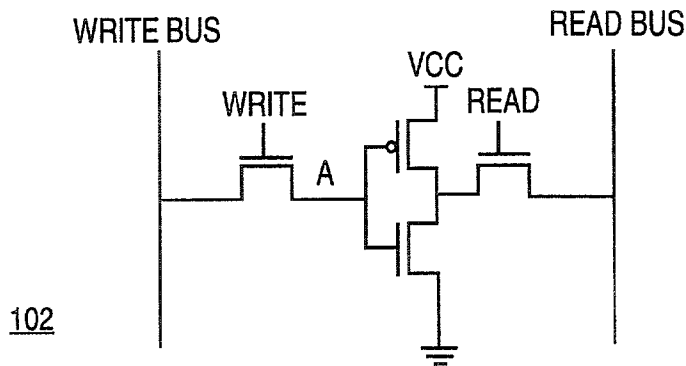 WRITE BUS
READ BUS
VCC
WRITE
READ
A
102